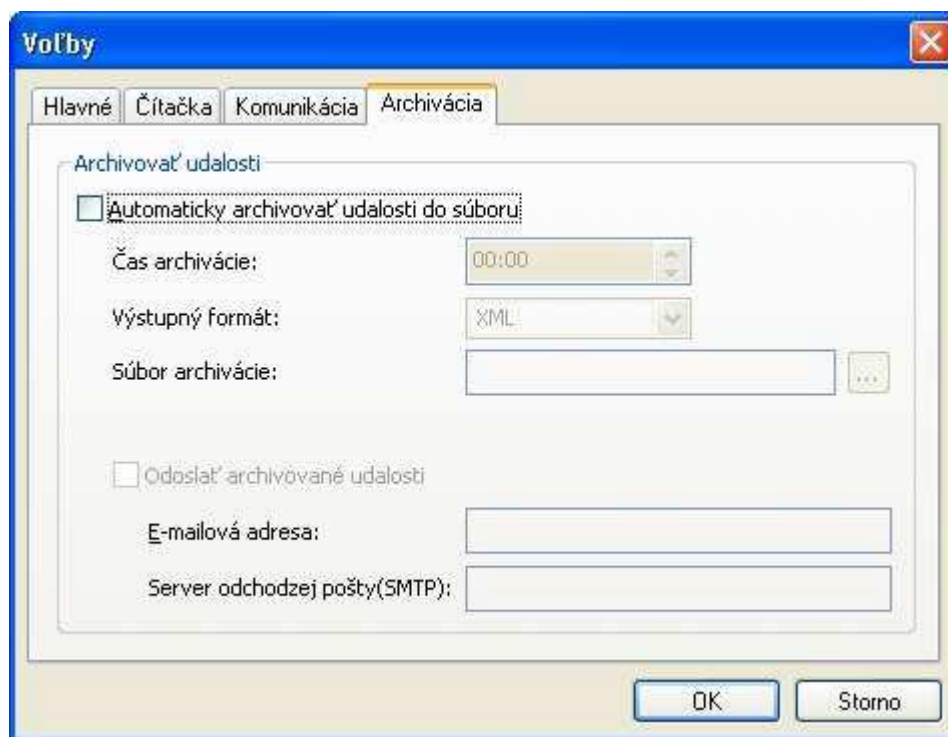 Voľby
Hlavné Čítačka Komunikácia Archivácia
Archivovať udalosti
Automaticky archivovať udalosti do súboru
Čas archivácie: 00:00
Výstupný formát: XML
Súbor archivácie: ...
Odoslať archivované udalosti
E-mailová adresa:
Server odchodzej pošty(SMTP):
OK Storno